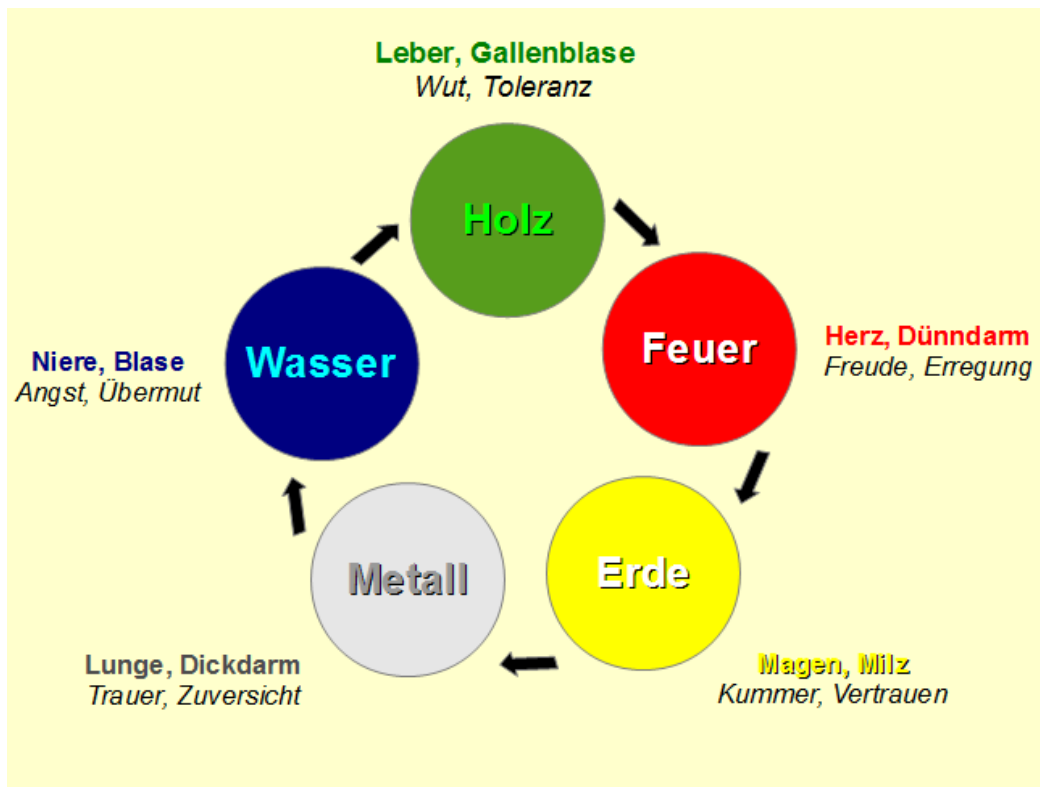 Leber, Gallenblase
Wut, Toleranz
Holz
Feuer
Herz, Dünndarm
Freude, Erregung
Wasser
Niere, Blase
Angst, Übermut
Metall
Erde
Lunge, Dickdarm
Trauer, Zuversicht
Magen, Milz
Kummer, Vertrauen